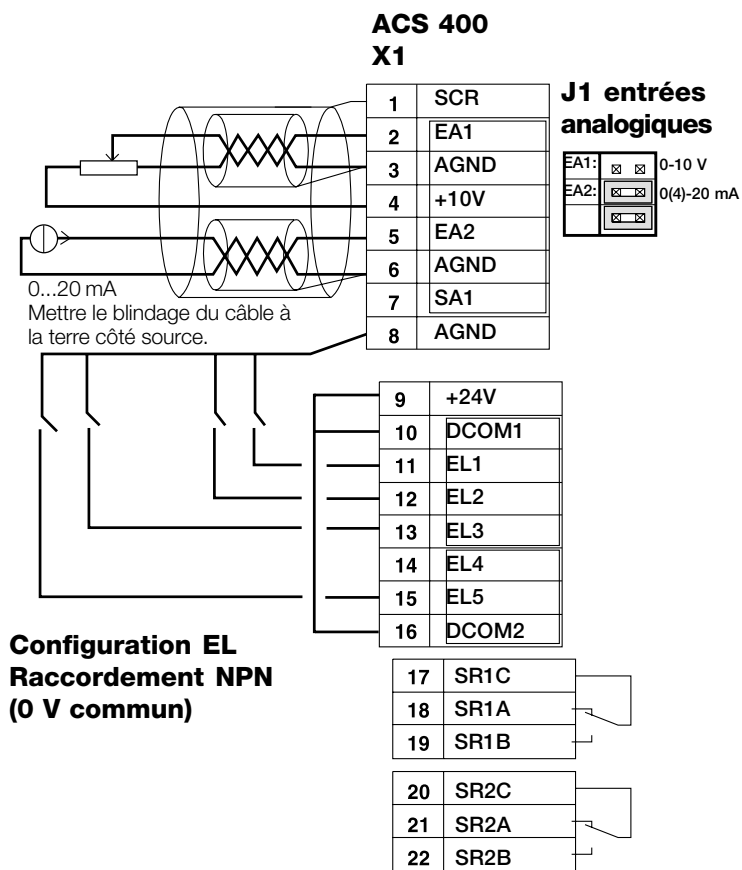 ACS 400
X1
J1 entrées
analogiques
1 SCR
2 EA1
3 AGND
4 +10V
5 EA2
6 AGND
7 SA1
8 AGND
EA1: 0-10 V
EA2: 0(4)-20 mA
0...20 mA
Mettre le blindage du câble à
la terre côté source.
9 +24V
10 DCOM1
11 EL1
12 EL2
13 EL3
14 EL4
15 EL5
16 DCOM2
Configuration EL
Raccordement NPN
(0 V commun)
17 SR1C
18 SR1A
19 SR1B
20 SR2C
21 SR2A
22 SR2B